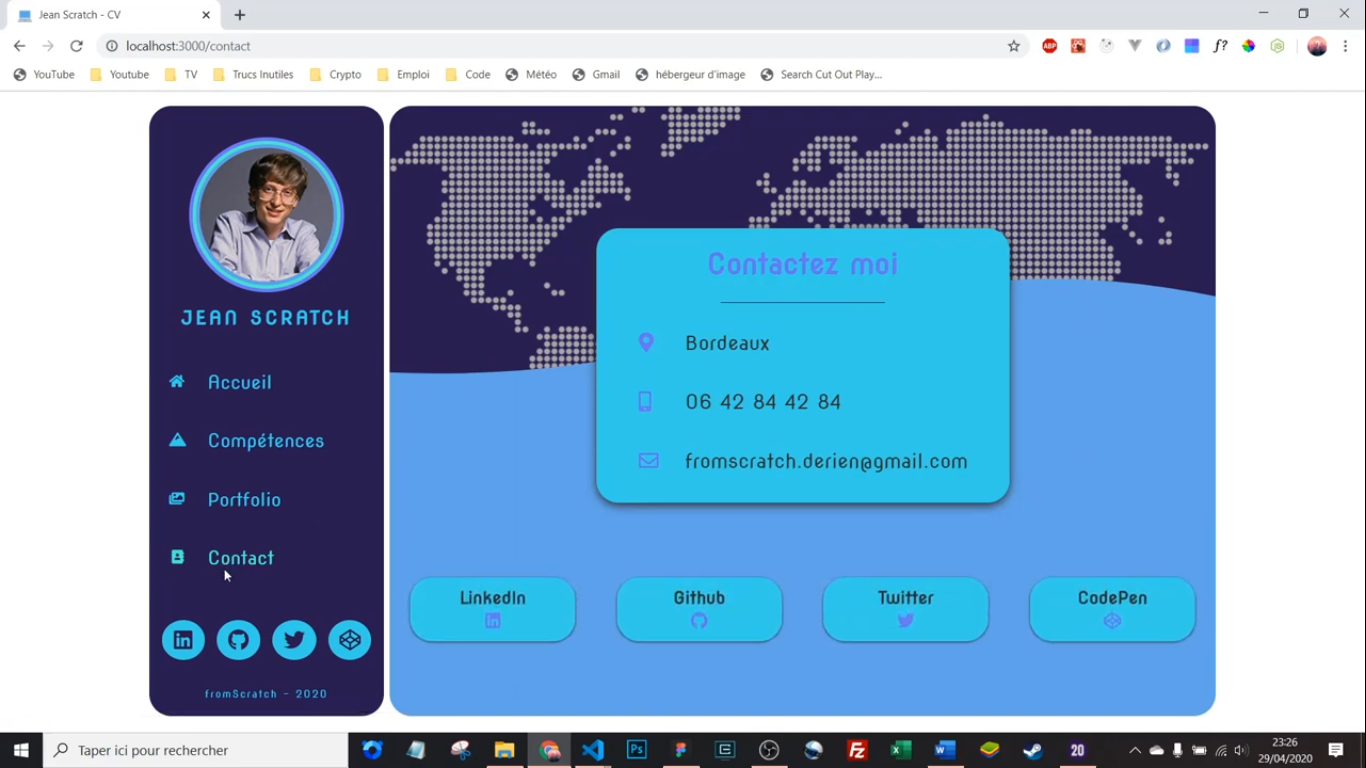 Jean Scratch - CV
localhost:3000/contact
ABP
f?
YouTube
Youtube
TV
Trucs Inutiles
Crypto
Emploi
Code
Météo
Gmail
hébergeur d'image
Search Cut Out Play...
JEAN SCRATCH
Accueil
Compétences
Portfolio
Contact
fromScratch - 2020
Contactez moi
Bordeaux
06 42 84 42 84
fromscratch.derien@gmail.com
LinkedIn
Github
Twitter
CodePen
Taper ici pour rechercher
Ps
20
23:26
29/04/2020